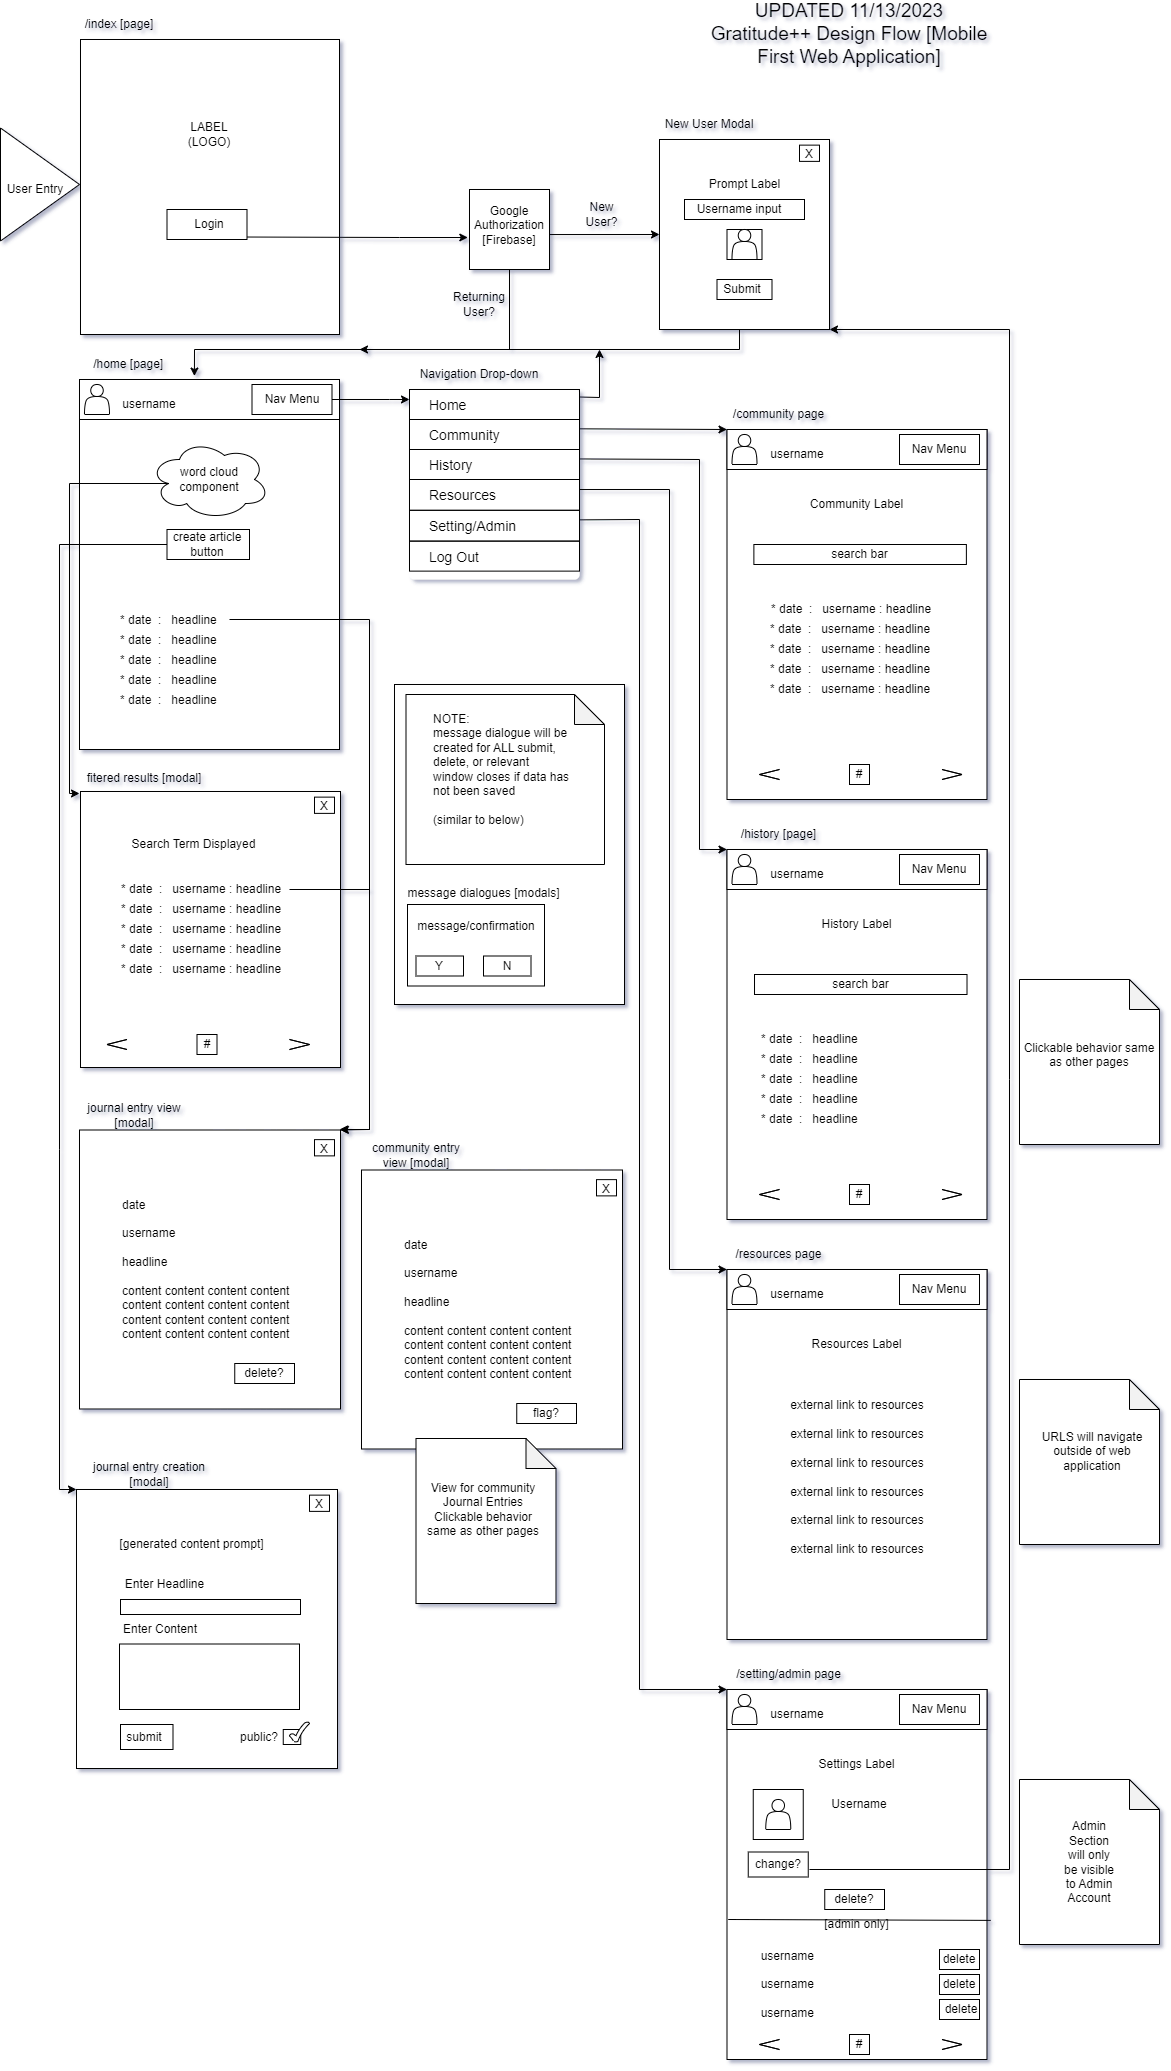 UPDATED 11/13/2023
Gratitude++ Design Flow [Mobile
First Web Application]
/index [page]
LABEL
(LOGO)
User Entry
Login
Google
Authorization
[Firebase]
New
User?
Returning
User?
New User Modal
X
Prompt Label
Username input
Submit
/home [page]
username
Nav Menu
word cloud
component
create article
button
* date : headline
* date : headline
* date : headline
* date : headline
* date : headline
Navigation Drop-down
Home
Community
History
Resources
Setting/Admin
Log Out
/community page
username
Nav Menu
Community Label
search bar
* date : username : headline
* date : username : headline
* date : username : headline
* date : username : headline
* date : username : headline
<
#
>
NOTE:
message dialogue will be
created for ALL submit,
delete, or relevant
window closes if data has
not been saved
(similar to below)
message dialogues [modals]
message/confirmation
Y
N
fitered results [modal]
X
Search Term Displayed
* date : username : headline
* date : username : headline
* date : username : headline
* date : username : headline
* date : username : headline
<
#
>
/history [page]
username
Nav Menu
History Label
search bar
* date : headline
* date : headline
* date : headline
* date : headline
* date : headline
<
#
>
Clickable behavior same
as other pages
journal entry view
[modal]
X
date
username
headline
content content content content
content content content content
content content content content
content content content content
delete?
community entry
view [modal]
X
date
username
headline
content content content content
content content content content
content content content content
content content content content
flag?
View for community
Journal Entries
Clickable behavior
same as other pages
/resources page
username
Nav Menu
Resources Label
external link to resources
external link to resources
external link to resources
external link to resources
external link to resources
external link to resources
URLS will navigate
outside of web
application
journal entry creation
[modal]
X
[generated content prompt]
Enter Headline
Enter Content
submit
public?
/setting/admin page
username
Nav Menu
Settings Label
Username
change?
delete?
[admin only]
username
delete
username
delete
username
delete
<
#
>
Admin
Section
will only
be visible
to Admin
Account